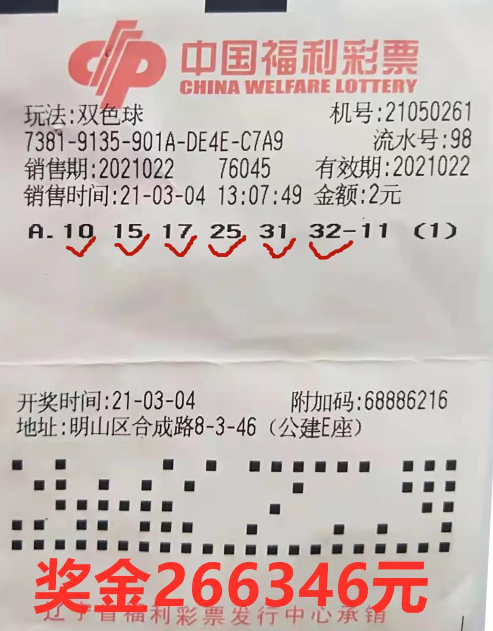 中国福利彩票
CHINA WELFARE LOTTERY
玩法:双色球 机号:21050261
7381-9135-901A-DE4E-C7A9 流水号:98
销售期:2021022 76045 有效期:2021022
销售时间:21-03-04 13:07:49 金额:2元
A.10 15 17 25 31 32-11 (1)
开奖时间:21-03-04 附加码:68886216
地址:明山区合成路8-3-46（公建E座）
奖金266346元
辽宁省福利彩票发行中心承销